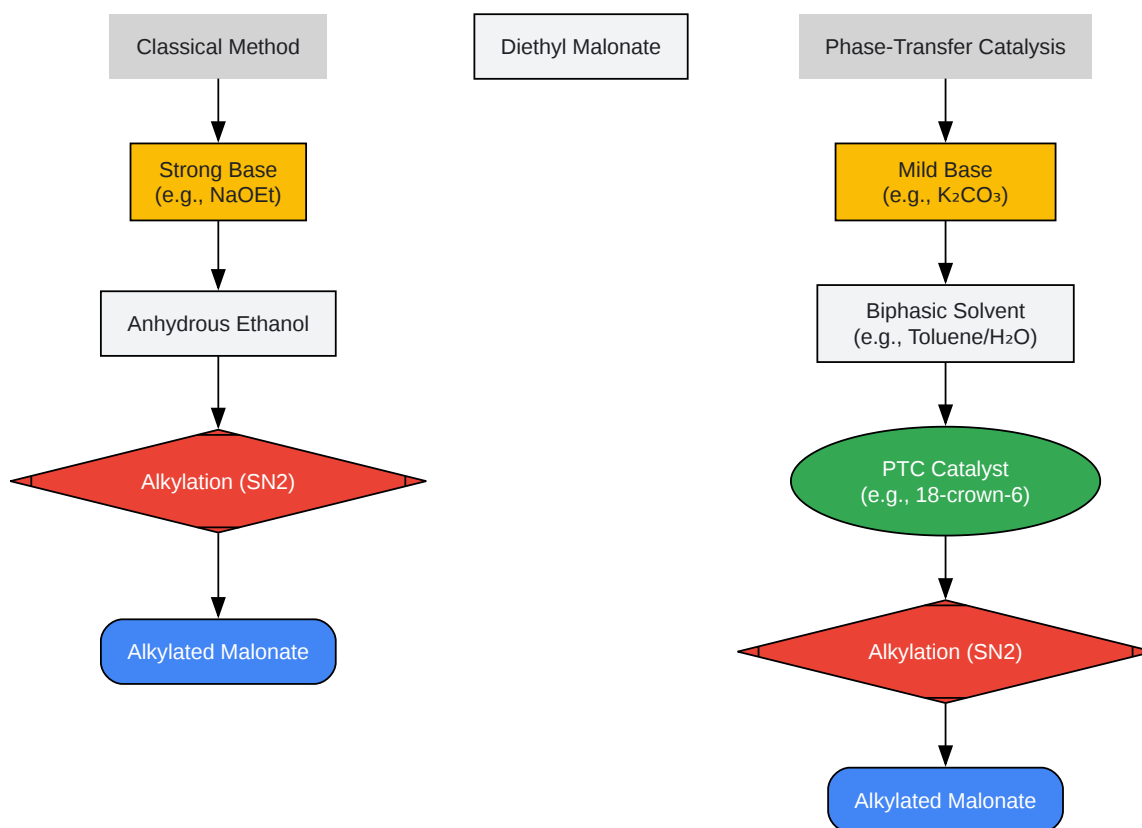 Classical Method
Strong Base
(e.g., NaOEt)
Anhydrous Ethanol
Alkylation (SN2)
Alkylated Malonate
Diethyl Malonate
Phase-Transfer Catalysis
Mild Base
(e.g., K₂CO₃)
Biphasic Solvent
(e.g., Toluene/H₂O)
PTC Catalyst
(e.g., 18-crown-6)
Alkylation (SN2)
Alkylated Malonate